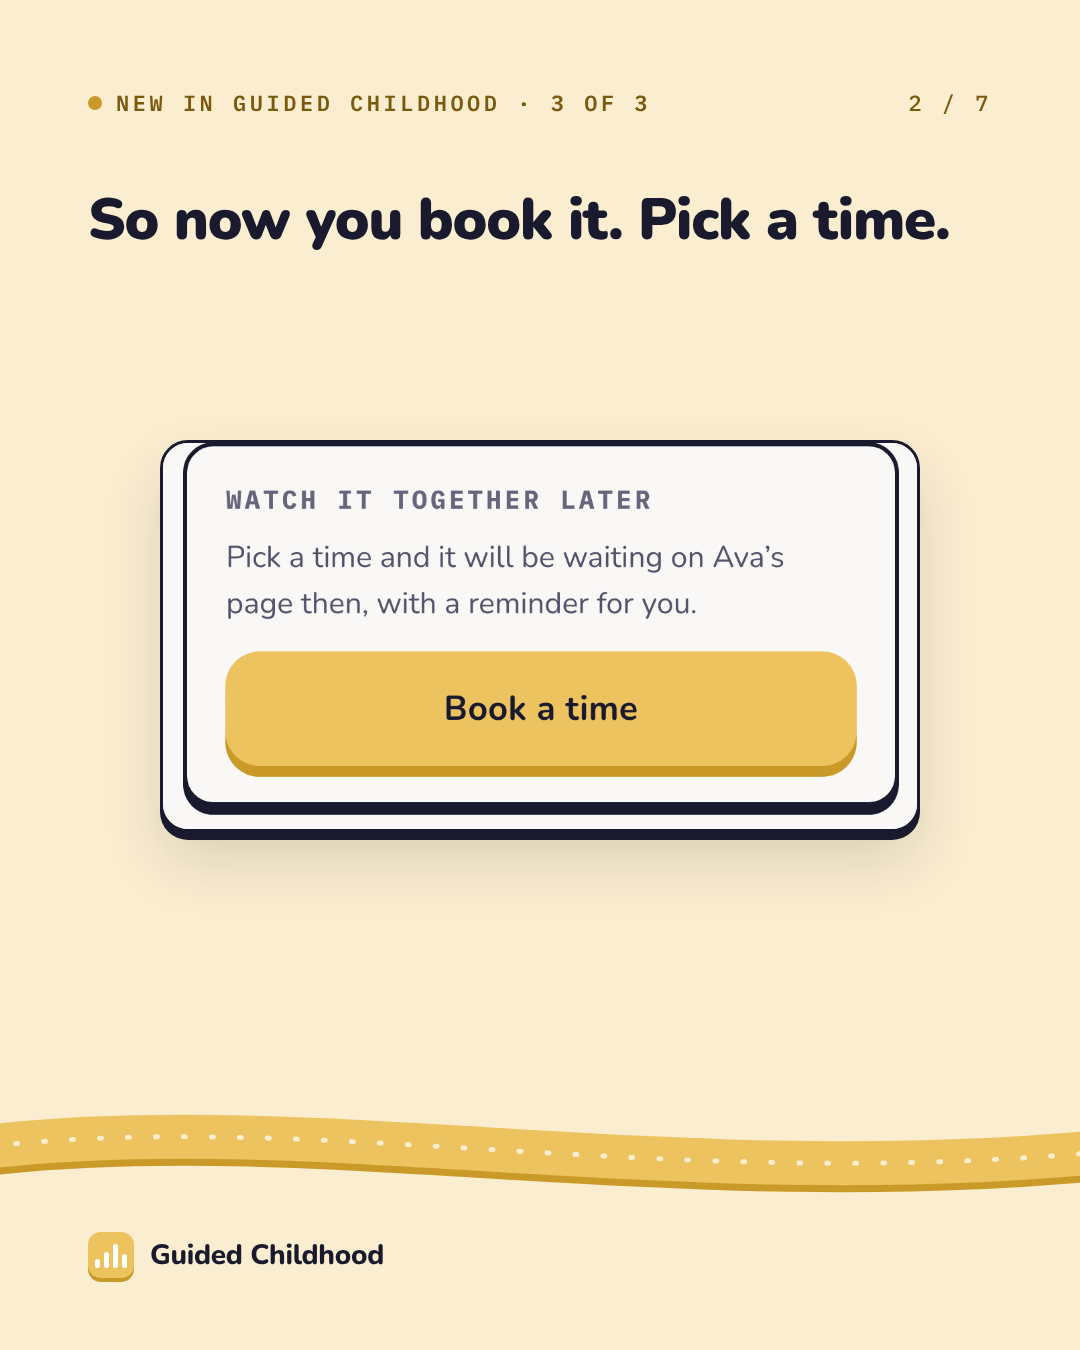 NEW IN GUIDED CHILDHOOD · 3 OF 3
2 / 7
So now you book it. Pick a time.
WATCH IT TOGETHER LATER
Pick a time and it will be waiting on Ava’s
page then, with a reminder for you.
Book a time
Guided Childhood